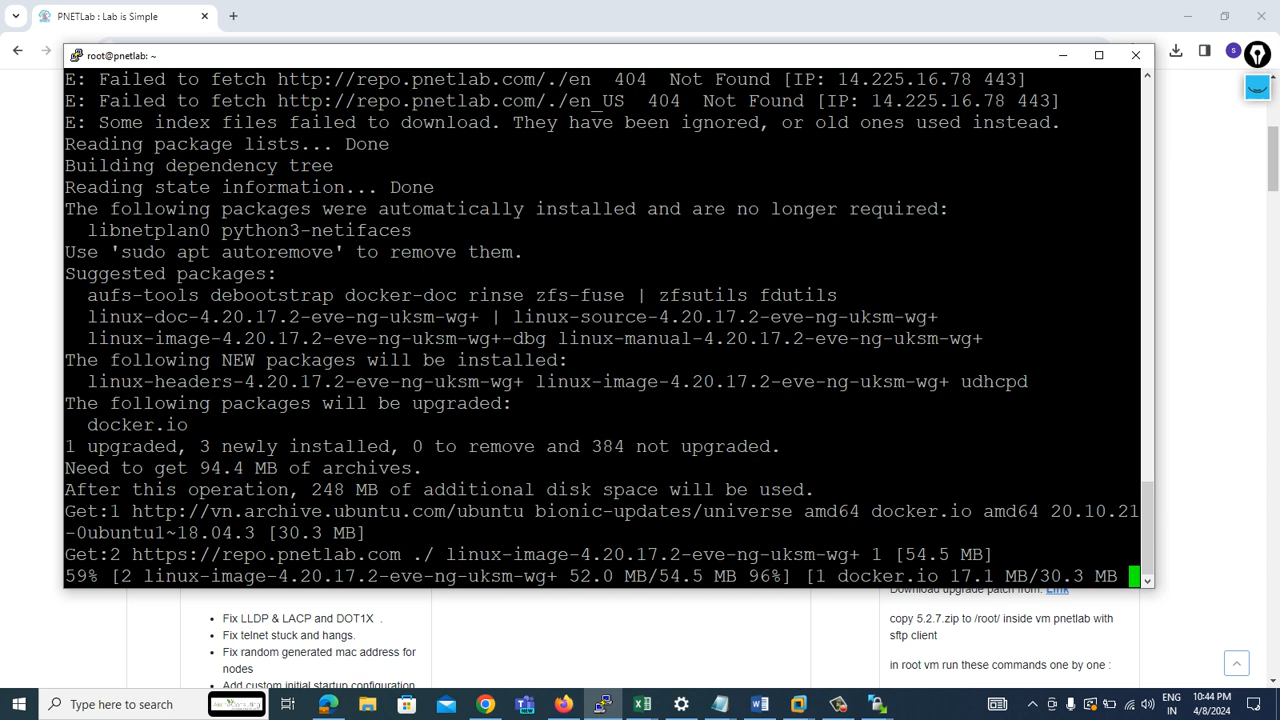 PNETLab : Lab is Simple
root@pnetlab: ~
E: Failed to fetch http://repo.pnetlab.com/./en  404  Not Found [IP: 14.225.16.78 443]
E: Failed to fetch http://repo.pnetlab.com/./en_US  404  Not Found [IP: 14.225.16.78 443]
E: Some index files failed to download. They have been ignored, or old ones used instead.
Reading package lists... Done
Building dependency tree
Reading state information... Done
The following packages were automatically installed and are no longer required:
libnetplan0 python3-netifaces
Use 'sudo apt autoremove' to remove them.
Suggested packages:
aufs-tools debootstrap docker-doc rinse zfs-fuse | zfsutils fdutils
linux-doc-4.20.17.2-eve-ng-uksm-wg+ | linux-source-4.20.17.2-eve-ng-uksm-wg+
linux-image-4.20.17.2-eve-ng-uksm-wg+-dbg linux-manual-4.20.17.2-eve-ng-uksm-wg+
The following NEW packages will be installed:
linux-headers-4.20.17.2-eve-ng-uksm-wg+ linux-image-4.20.17.2-eve-ng-uksm-wg+ udhcpd
The following packages will be upgraded:
docker.io
1 upgraded, 3 newly installed, 0 to remove and 384 not upgraded.
Need to get 94.4 MB of archives.
After this operation, 248 MB of additional disk space will be used.
Get:1 http://vn.archive.ubuntu.com/ubuntu bionic-updates/universe amd64 docker.io amd64 20.10.21
-0ubuntu1~18.04.3 [30.3 MB]
Get:2 https://repo.pnetlab.com ./ linux-image-4.20.17.2-eve-ng-uksm-wg+ 1 [54.5 MB]
59% [2 linux-image-4.20.17.2-eve-ng-uksm-wg+ 52.0 MB/54.5 MB 96%] [1 docker.io 17.1 MB/30.3 MB
Download upgrade patch from: Link
• Fix LLDP & LACP and DOT1X .
• Fix telnet stuck and hangs.
• Fix random generated mac address for
nodes
• Add custom initial startup configuration
copy 5.2.7.zip to /root/ inside vm pnetlab with
sftp client
in root vm run these commands one by one :
Type here to search
ENG
IN
10:44 PM
4/8/2024